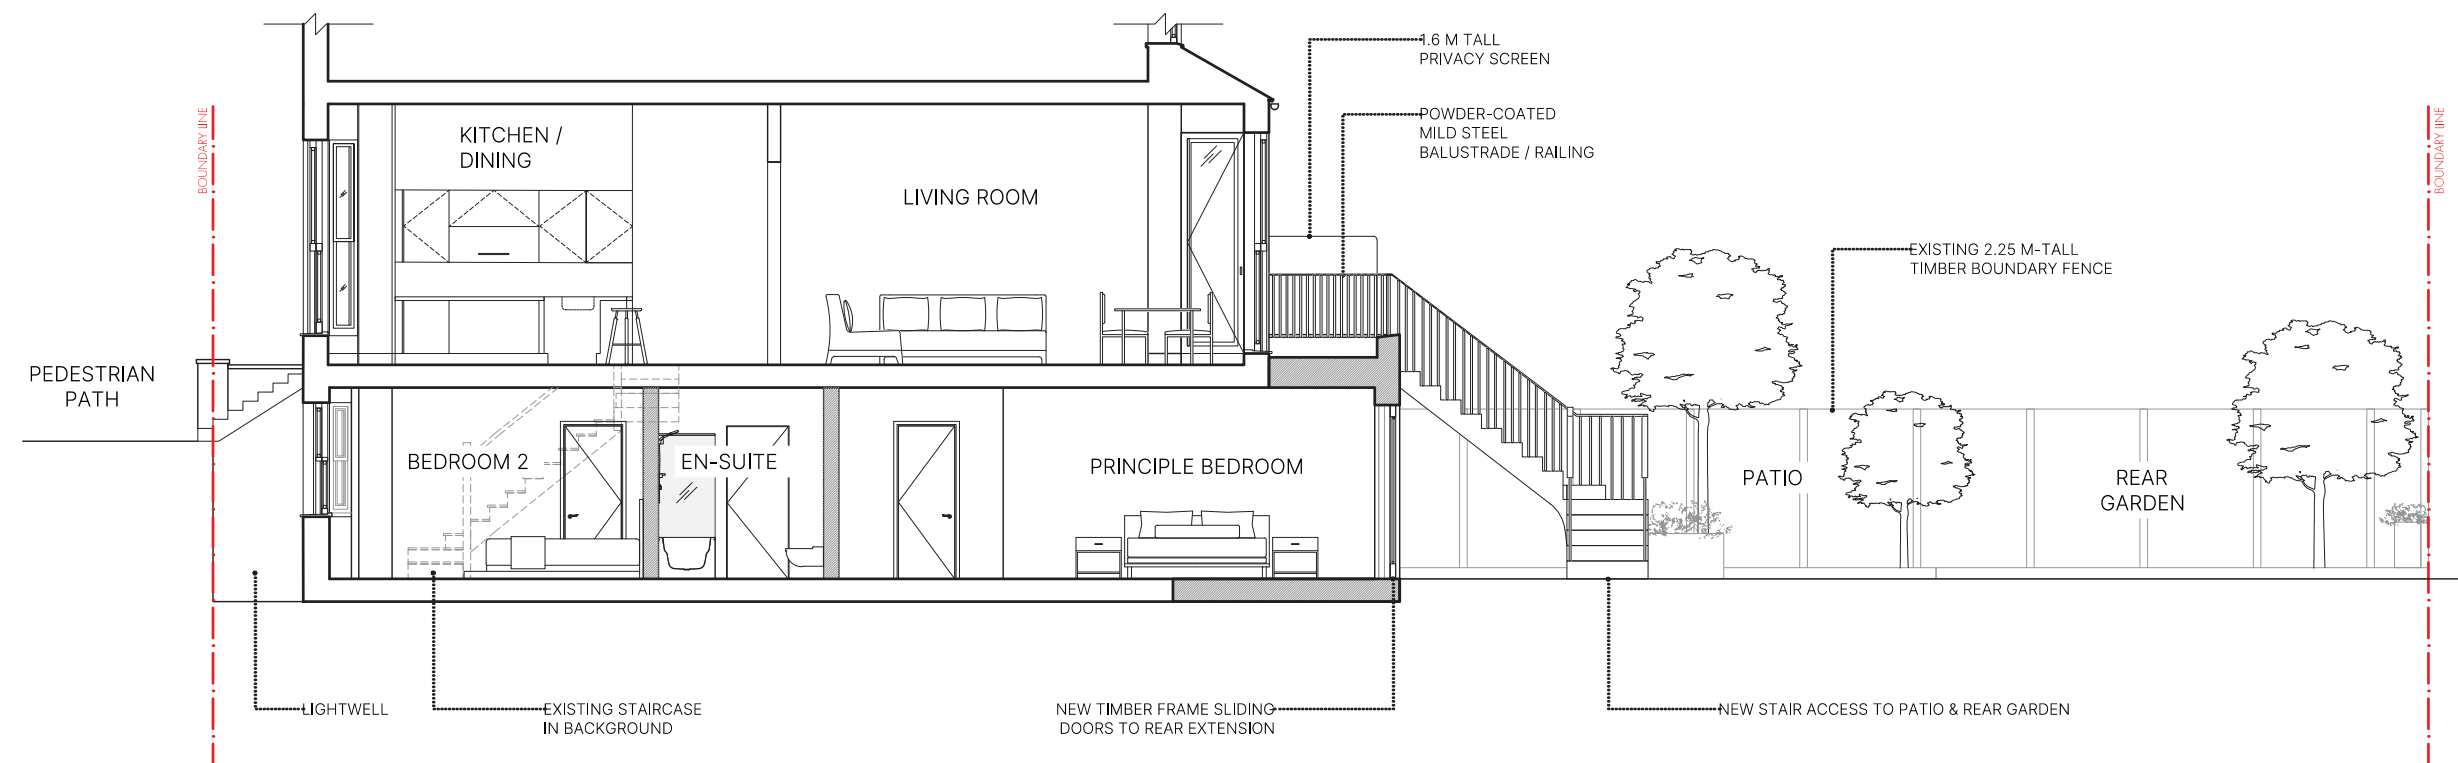 1.6 M TALL
PRIVACY SCREEN
POWDER-COATED
MILD STEEL
BALUSTRADE / RAILING
BOUNDARY LINE
KITCHEN /
DINING
LIVING ROOM
BOUNDARY LINE
EXISTING 2.25 M-TALL
TIMBER BOUNDARY FENCE
PEDESTRIAN
PATH
BEDROOM 2
EN-SUITE
PRINCIPLE BEDROOM
PATIO
REAR
GARDEN
LIGHTWELL
EXISTING STAIRCASE
IN BACKGROUND
NEW TIMBER FRAME SLIDING
DOORS TO REAR EXTENSION
NEW STAIR ACCESS TO PATIO & REAR GARDEN